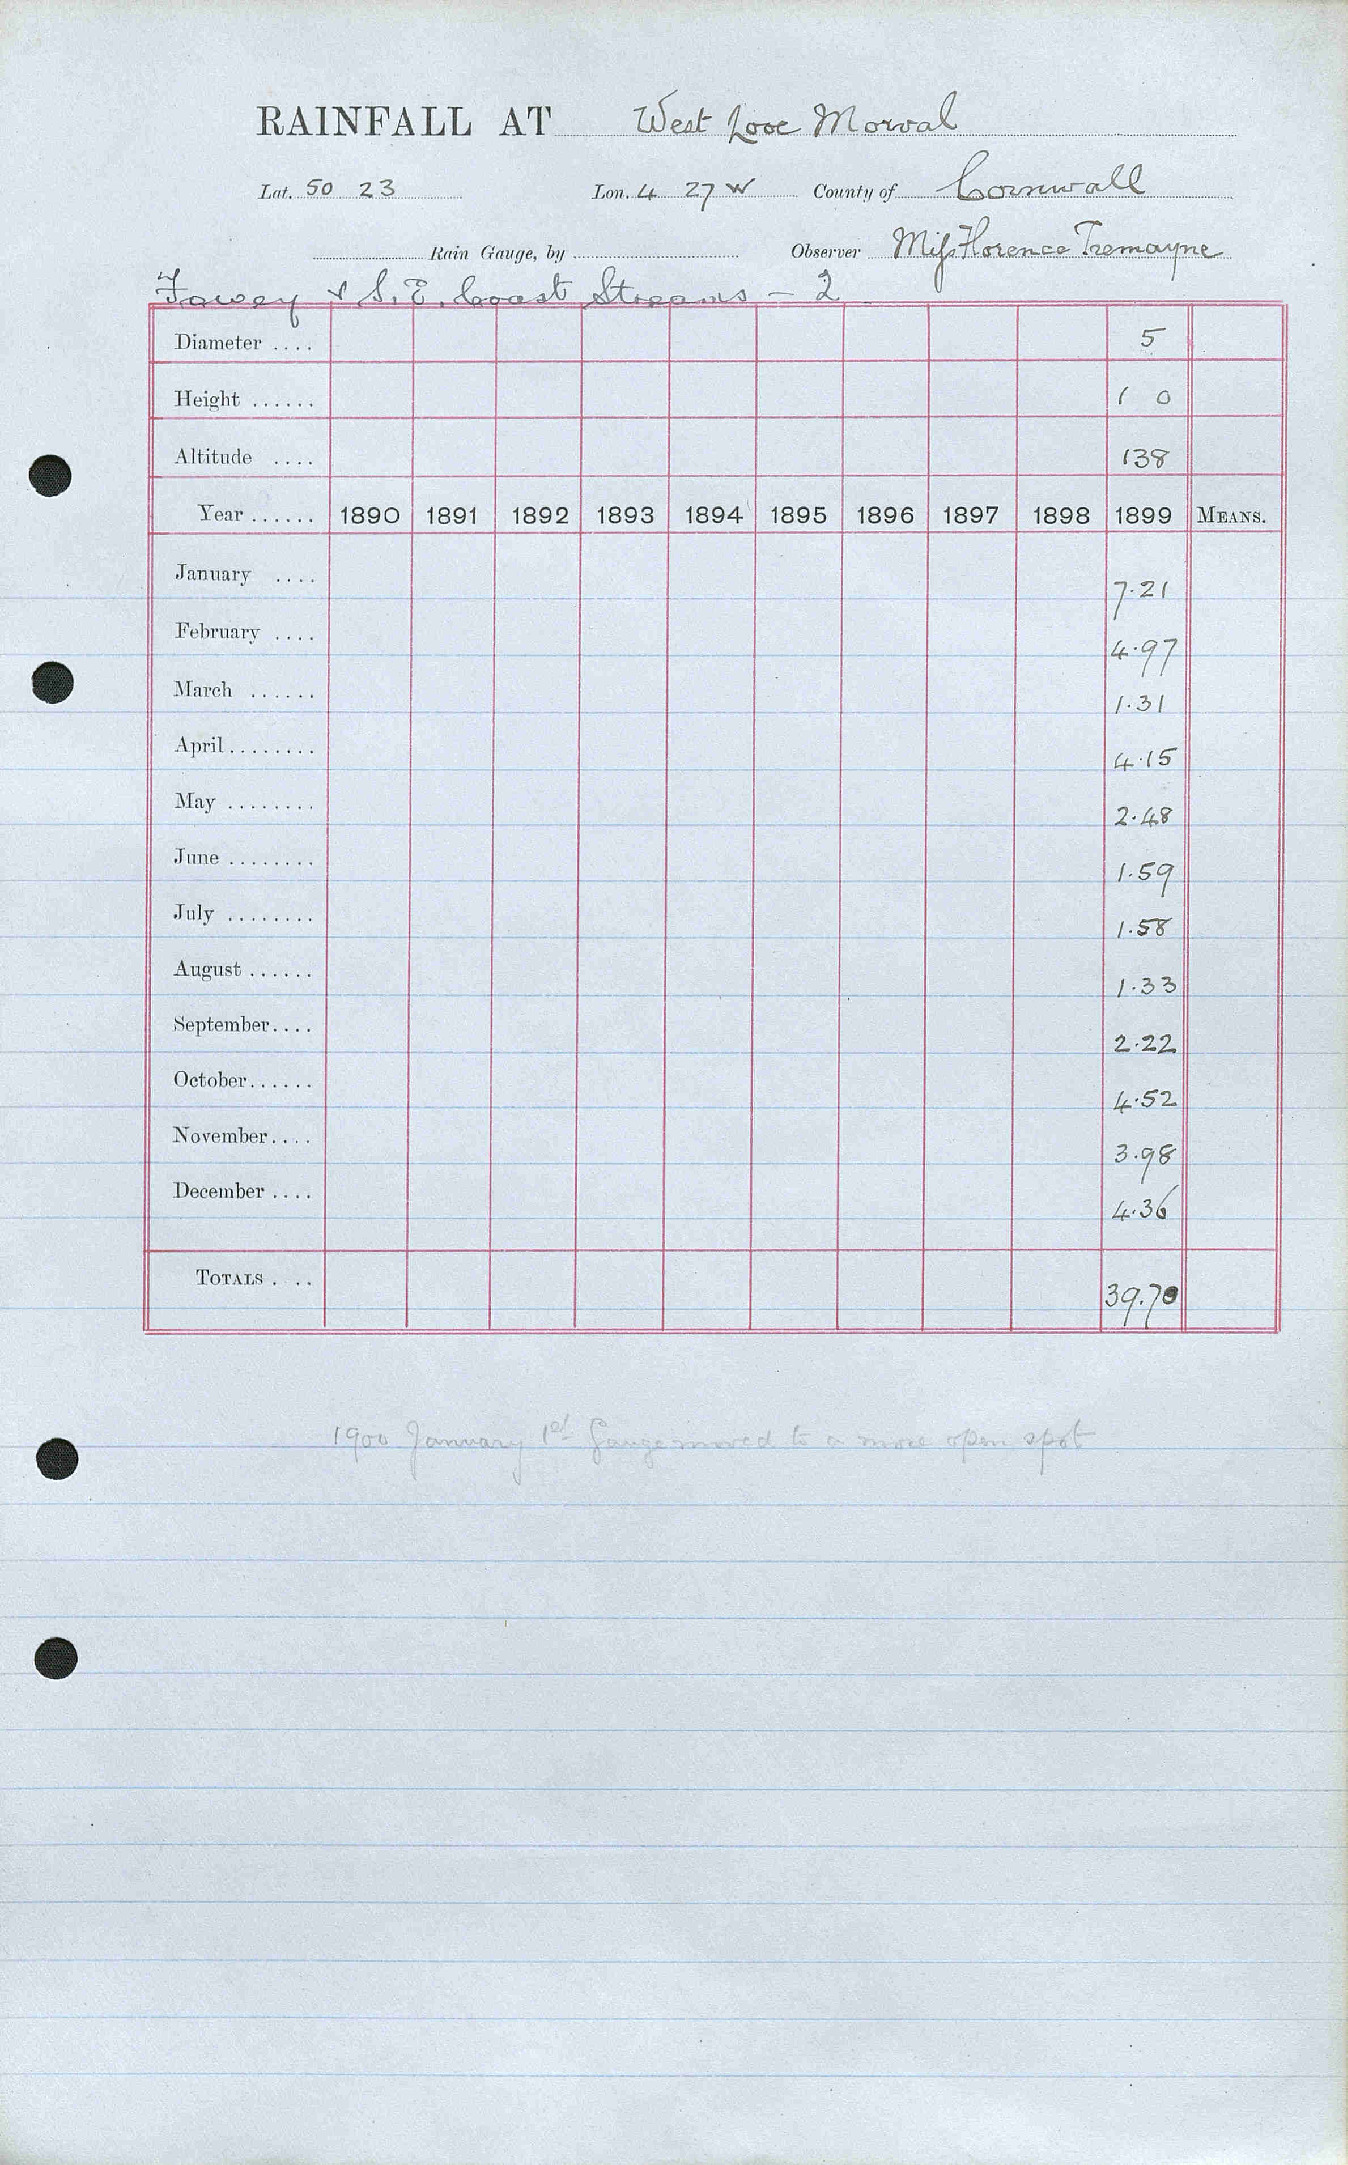 RAINFALL AT West Looe Morval
Lat. 50 23 Lon. 4 27 W County of Cornwall
Rain Gauge, by Observer Miss Florence Tremayne
Fowey & S. E. Coast Streams - 2
Diameter .... 5
Height ...... 1 0
Altitude .... 138
Year ...... 1890 1891 1892 1893 1894 1895 1896 1897 1898 1899 MEANS.
January .... 7.21
February .... 4.97
March ...... 1.31
April ........ 4.15
May ........ 2.48
June ........ 1.59
July ........ 1.58
August ...... 1.33
September.... 2.22
October...... 4.52
November.... 3.98
December .... 4.36
TOTALS . .. 39.70
1900 January 1st Gauge moved to a more open spot